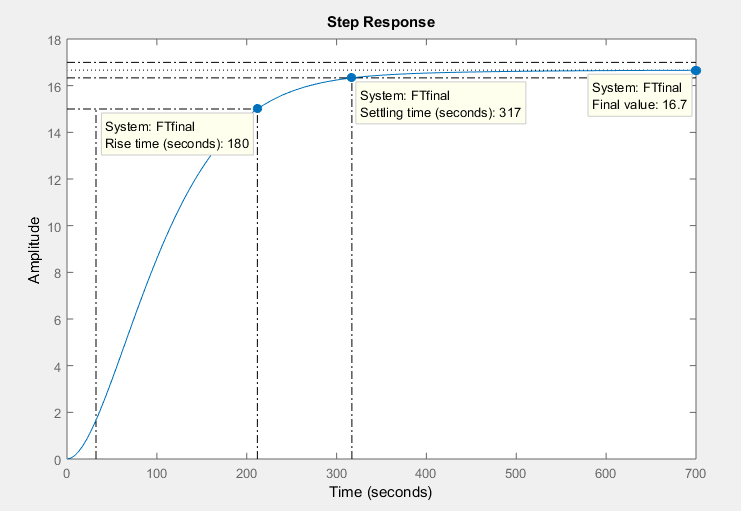 Step Response
18
16
14
12
10
8
6
4
2
0
Amplitude
System: FTfinal
Rise time (seconds): 180
System: FTfinal
Settling time (seconds): 317
System: FTfinal
Final value: 16.7
0 100 200 300 400 500 600 700
Time (seconds)